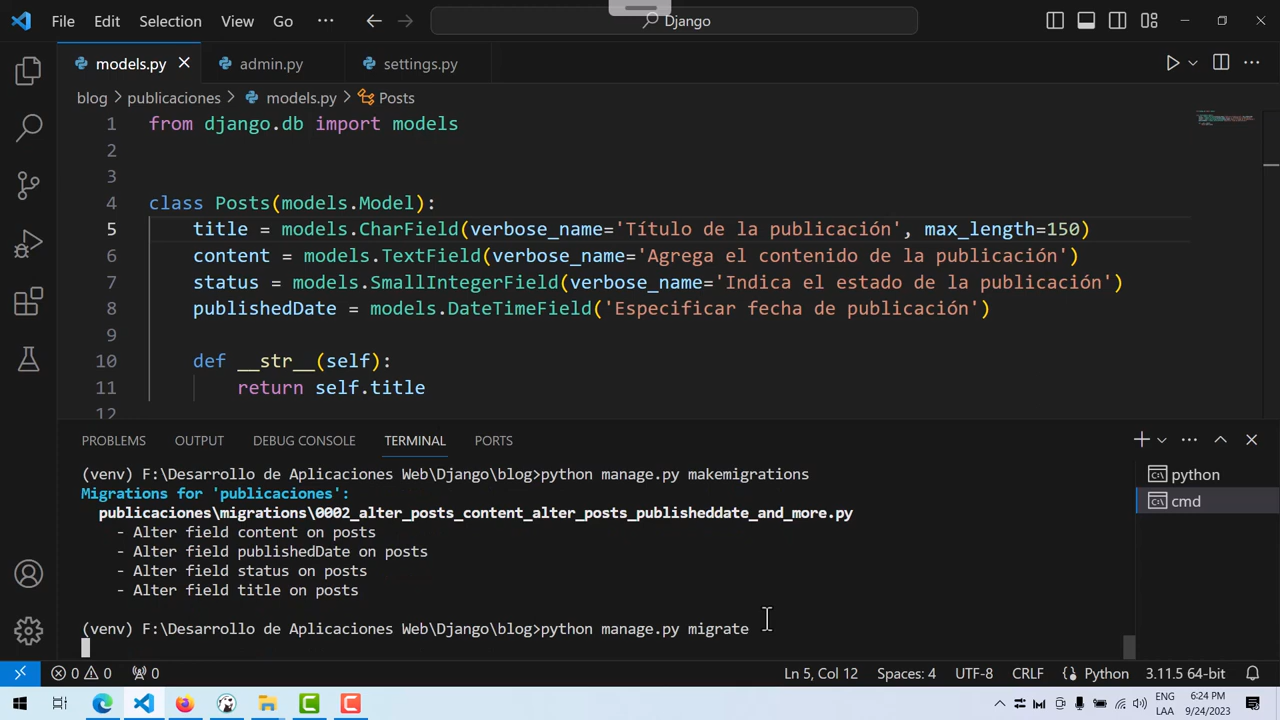 File Edit Selection View Go ··· Django
models.py admin.py settings.py
blog > publicaciones > models.py > Posts
1 from django.db import models
2
3
4 class Posts(models.Model):
5 title = models.CharField(verbose_name='Título de la publicación', max_length=150)
6 content = models.TextField(verbose_name='Agrega el contenido de la publicación')
7 status = models.SmallIntegerField(verbose_name='Indica el estado de la publicación')
8 publishedDate = models.DateTimeField('Especificar fecha de publicación')
9
10 def __str__(self):
11 return self.title
12
PROBLEMS OUTPUT DEBUG CONSOLE TERMINAL PORTS
(venv) F:\Desarrollo de Aplicaciones Web\Django\blog>python manage.py makemigrations
Migrations for 'publicaciones':
publicaciones\migrations\0002_alter_posts_content_alter_posts_publisheddate_and_more.py
- Alter field content on posts
- Alter field publishedDate on posts
- Alter field status on posts
- Alter field title on posts
(venv) F:\Desarrollo de Aplicaciones Web\Django\blog>python manage.py migrate
python
cmd
0 0 0 Ln 5, Col 12 Spaces: 4 UTF-8 CRLF Python 3.11.5 64-bit
ENG 6:24 PM
LAA 9/24/2023